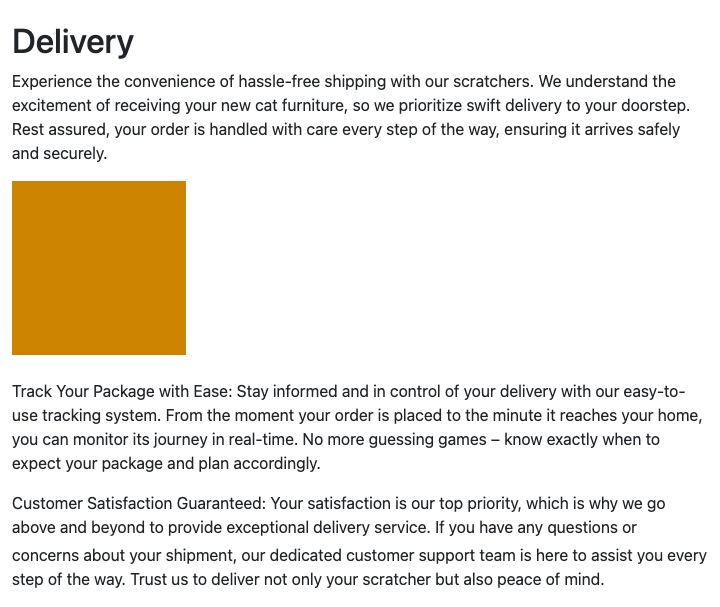 Delivery
Experience the convenience of hassle-free shipping with our scratchers. We understand the
excitement of receiving your new cat furniture, so we prioritize swift delivery to your doorstep.
Rest assured, your order is handled with care every step of the way, ensuring it arrives safely
and securely.
Track Your Package with Ease: Stay informed and in control of your delivery with our easy-to-
use tracking system. From the moment your order is placed to the minute it reaches your home,
you can monitor its journey in real-time. No more guessing games – know exactly when to
expect your package and plan accordingly.
Customer Satisfaction Guaranteed: Your satisfaction is our top priority, which is why we go
above and beyond to provide exceptional delivery service. If you have any questions or
concerns about your shipment, our dedicated customer support team is here to assist you every
step of the way. Trust us to deliver not only your scratcher but also peace of mind.